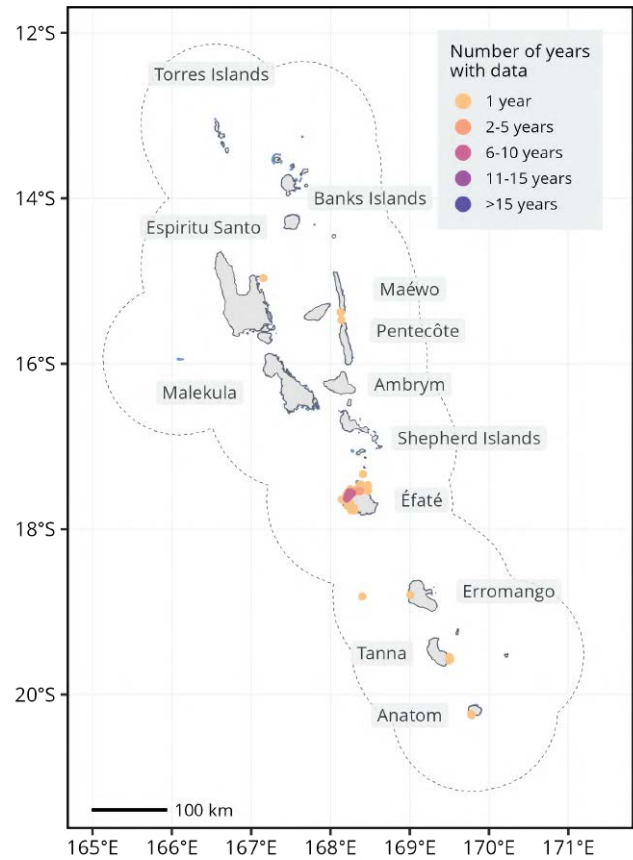 12°S
14°S
16°S
18°S
20°S
Torres Islands
Banks Islands
Espiritu Santo
Maéwo
Pentecôte
Malekula
Ambrym
Shepherd Islands
Éfaté
Erromango
Tanna
Anatom
Number of years
with data
1 year
2-5 years
6-10 years
11-15 years
>15 years
100 km
165°E
166°E
167°E
168°E
169°E
170°E
171°E